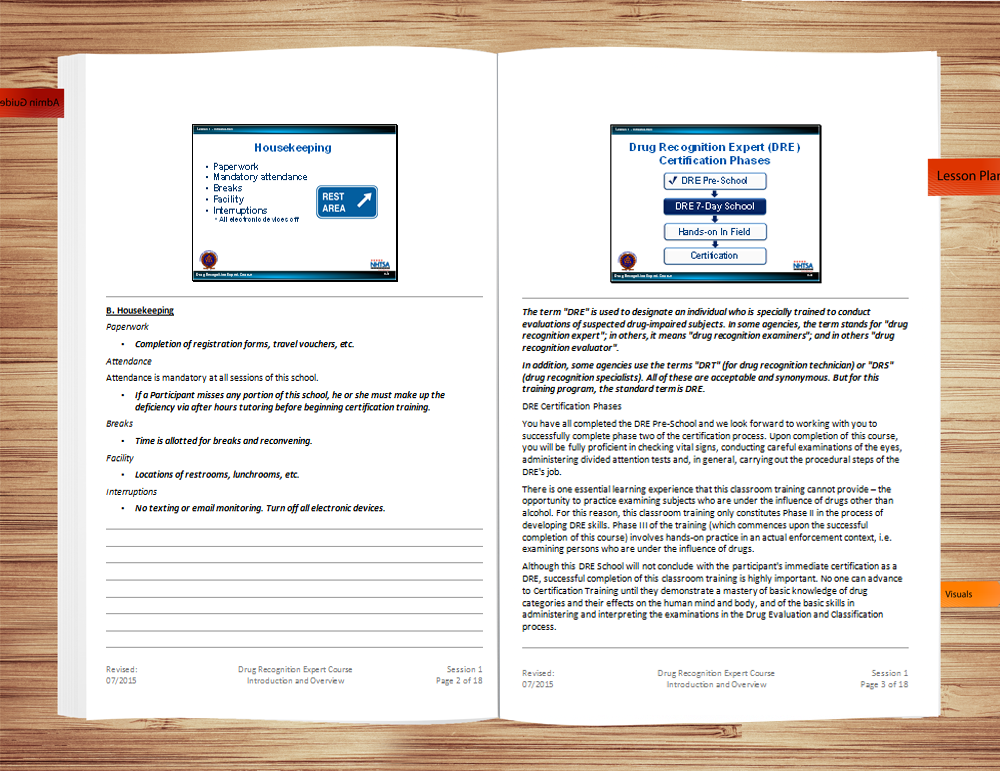 Admin Guide
Lesson Plan
Visuals
Session 1 - Introduction
Housekeeping
• Paperwork
• Mandatory attendance
• Breaks
• Facility
• Interruptions
• All electronic devices off
REST
AREA
NHTSA
Drug Recognition Expert Course
B. Housekeeping
Paperwork
• Completion of registration forms, travel vouchers, etc.
Attendance
Attendance is mandatory at all sessions of this school.
• If a Participant misses any portion of this school, he or she must make up the
deficiency via after hours tutoring before beginning certification training.
Breaks
• Time is allotted for breaks and reconvening.
Facility
• Locations of restrooms, lunchrooms, etc.
Interruptions
• No texting or email monitoring. Turn off all electronic devices.
Revised:
07/2015
Drug Recognition Expert Course
Introduction and Overview
Session 1
Page 2 of 18
Session 1 - Introduction
Drug Recognition Expert (DRE)
Certification Phases
✓ DRE Pre-School
DRE 7-Day School
Hands-on In Field
Certification
NHTSA
Drug Recognition Expert Course
The term "DRE" is used to designate an individual who is specially trained to conduct
evaluations of suspected drug-impaired subjects. In some agencies, the term stands for "drug
recognition expert"; in others, it means "drug recognition examiners"; and in others "drug
recognition evaluator".
In addition, some agencies use the terms "DRT" (for drug recognition technician) or "DRS"
(drug recognition specialists). All of these are acceptable and synonymous. But for this
training program, the standard term is DRE.
DRE Certification Phases
You have all completed the DRE Pre-School and we look forward to working with you to
successfully complete phase two of the certification process. Upon completion of this course,
you will be fully proficient in checking vital signs, conducting careful examinations of the eyes,
administering divided attention tests and, in general, carrying out the procedural steps of the
DRE's job.
There is one essential learning experience that this classroom training cannot provide – the
opportunity to practice examining subjects who are under the influence of drugs other than
alcohol. For this reason, this classroom training only constitutes Phase II in the process of
developing DRE skills. Phase III of the training (which commences upon the successful
completion of this course) involves hands-on practice in an actual enforcement context, i.e.
examining persons who are under the influence of drugs.
Although this DRE School will not conclude with the participant's immediate certification as a
DRE, successful completion of this classroom training is highly important. No one can advance
to Certification Training until they demonstrate a mastery of basic knowledge of drug
categories and their effects on the human mind and body, and of the basic skills in
administering and interpreting the examinations in the Drug Evaluation and Classification
process.
Revised:
07/2015
Drug Recognition Expert Course
Introduction and Overview
Session 1
Page 3 of 18